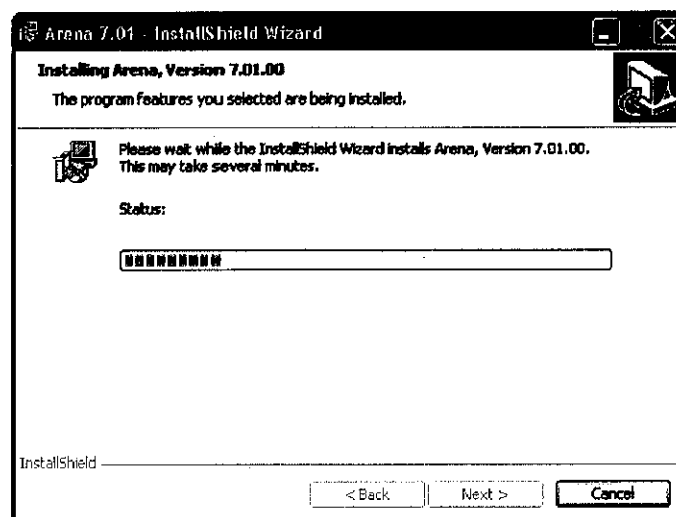 Arena 7.01 - InstallShield Wizard
Installing Arena, Version 7.01.00
The program features you selected are being installed.
Please wait while the InstallShield Wizard installs Arena, Version 7.01.00.
This may take several minutes.
Status:
InstallShield
< Back Next > Cancel